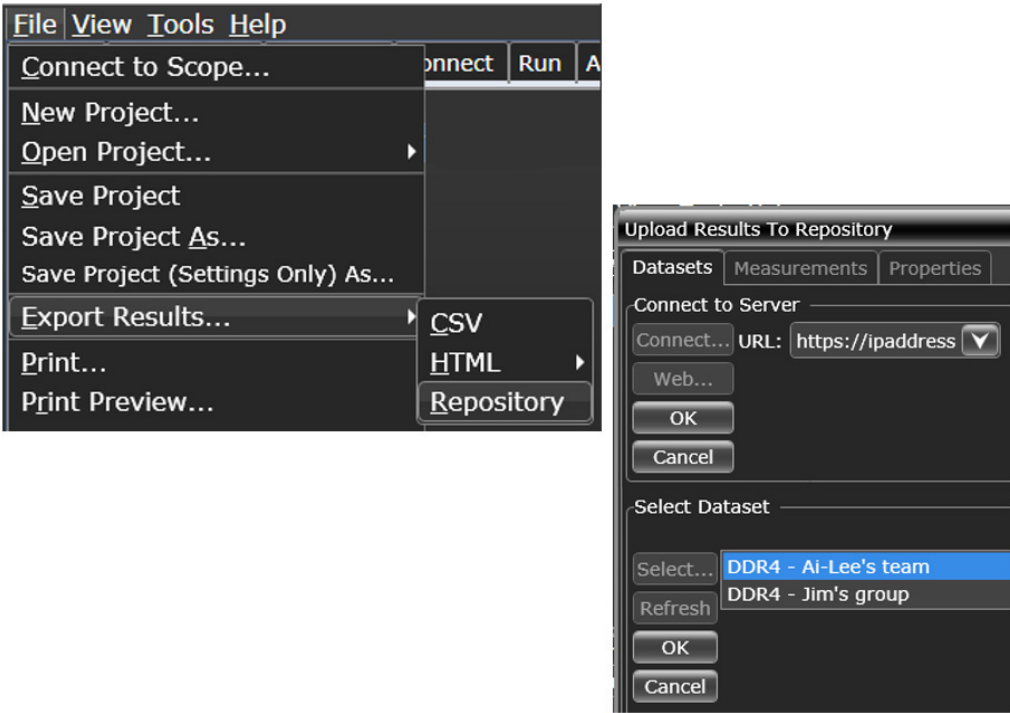 File View Tools Help
Connect to Scope...
onnect Run A
New Project...
Open Project...
Save Project
Save Project As...
Save Project (Settings Only) As...
Export Results...
CSV
Print...
HTML
Print Preview...
Repository
Upload Results To Repository
Datasets Measurements Properties
Connect to Server
Connect... URL: https://ipaddress
Web...
OK
Cancel
Select Dataset
Select... DDR4 - Ai-Lee's team
DDR4 - Jim's group
Refresh
OK
Cancel